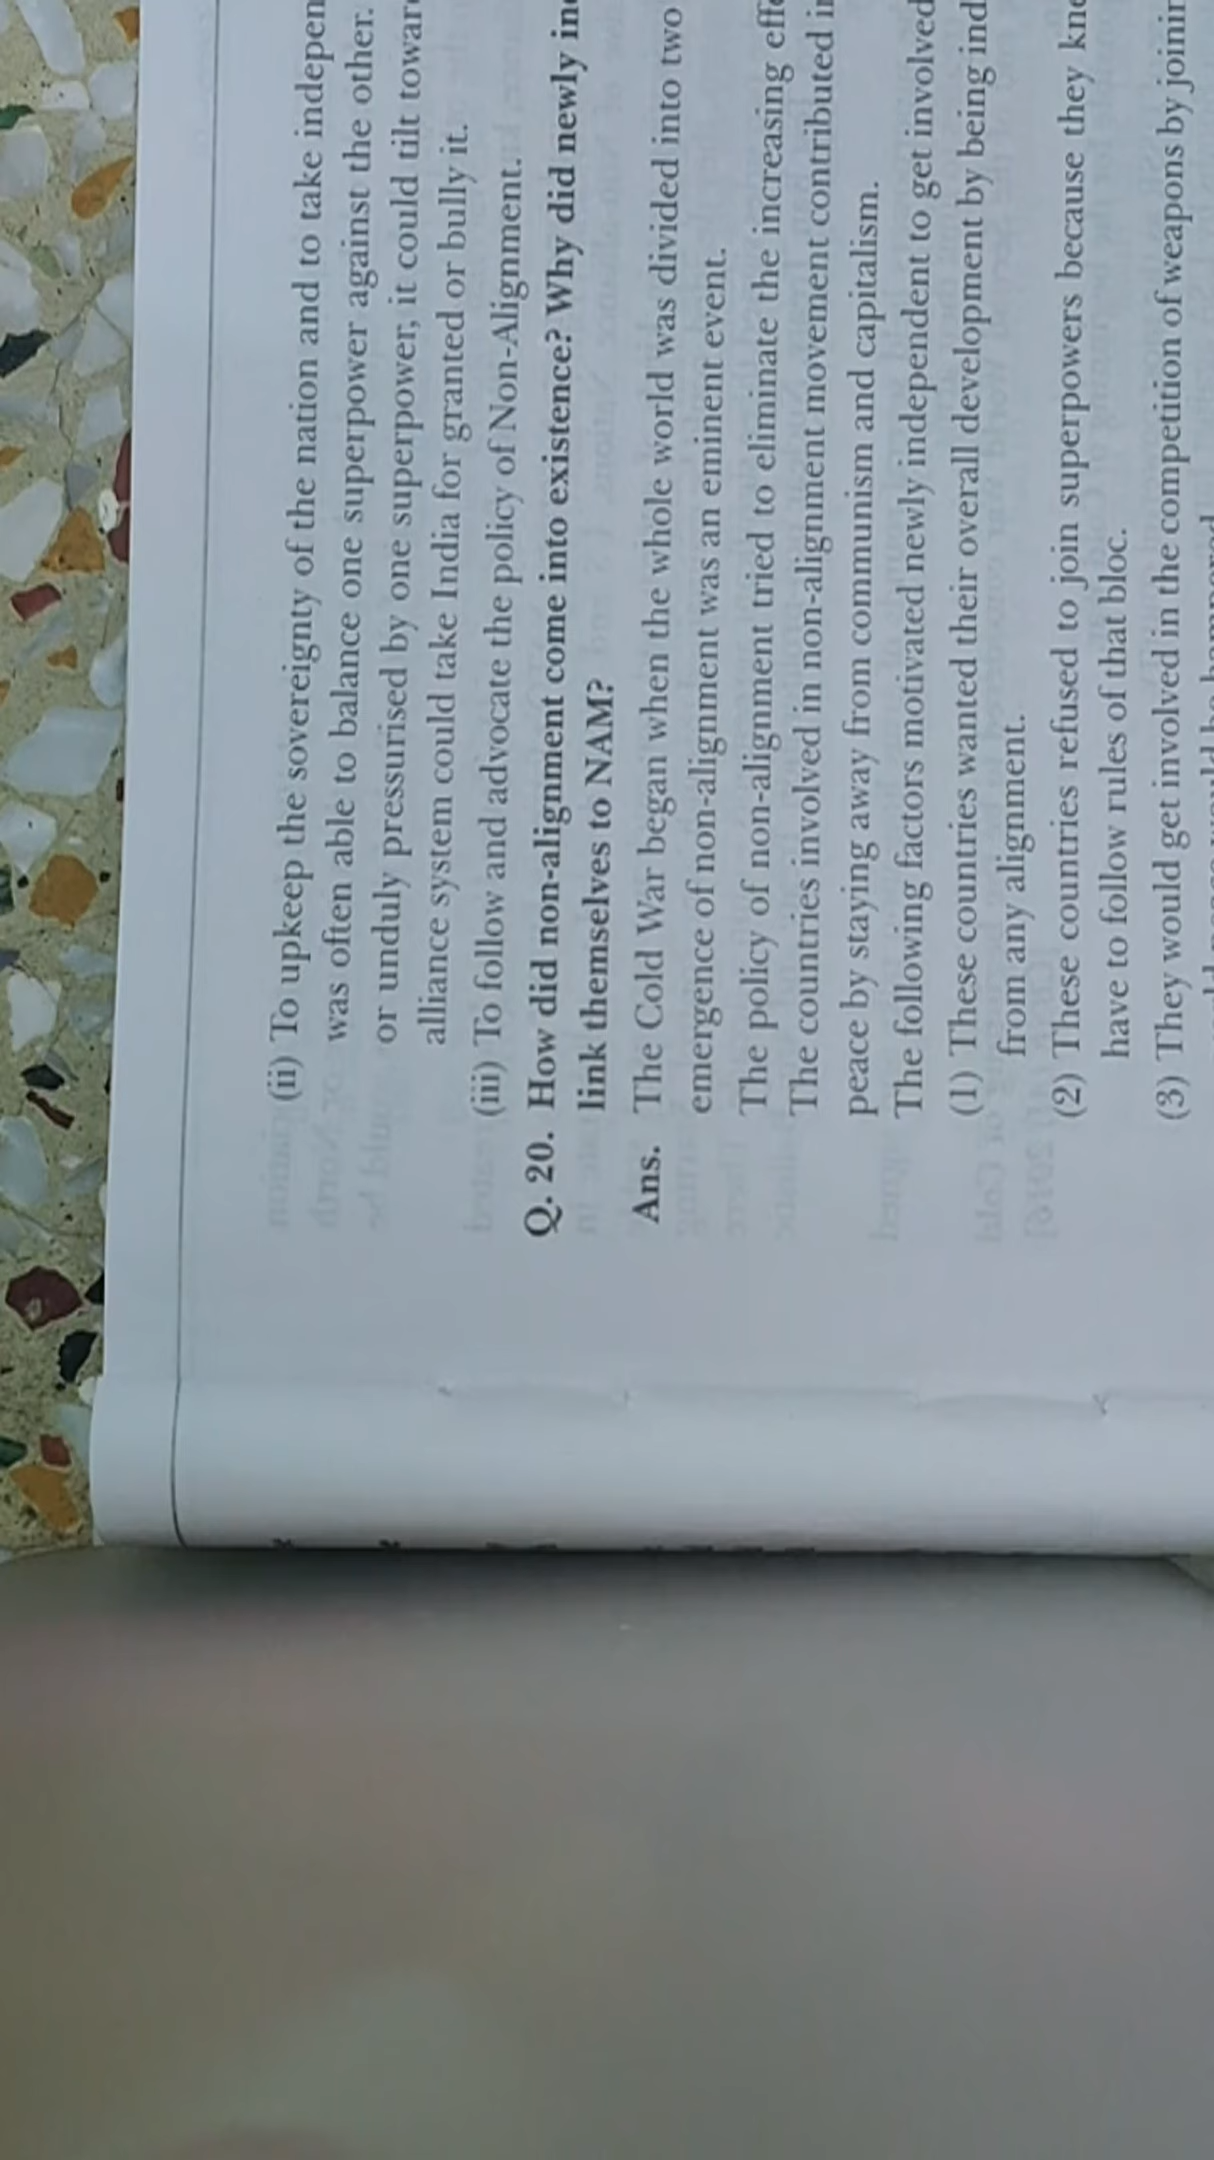 (ii) To upkeep the sovereignty of the nation and to take
was often able to balance one superpower against the other.
or unduly pressurised by one superpower, it could tilt
alliance system could take India for granted or bully it.
(iii) To follow and advocate the policy of Non-Alignment.
Q. 20. How did non-alignment come into existence? Why did newly
link themselves to NAM?
Ans. The Cold War began when the whole world was divided into two
emergence of non-alignment was an eminent event.
The policy of non-alignment tried to eliminate the increasing
The countries involved in non-alignment movement contributed
peace by staying away from communism and capitalism.
The following factors motivated newly independent to get involved
(1) These countries wanted their overall development by being
from any alignment.
(2) These countries refused to join superpowers because they
have to follow rules of that bloc.
(3) They would get involved in the competition of weapons by